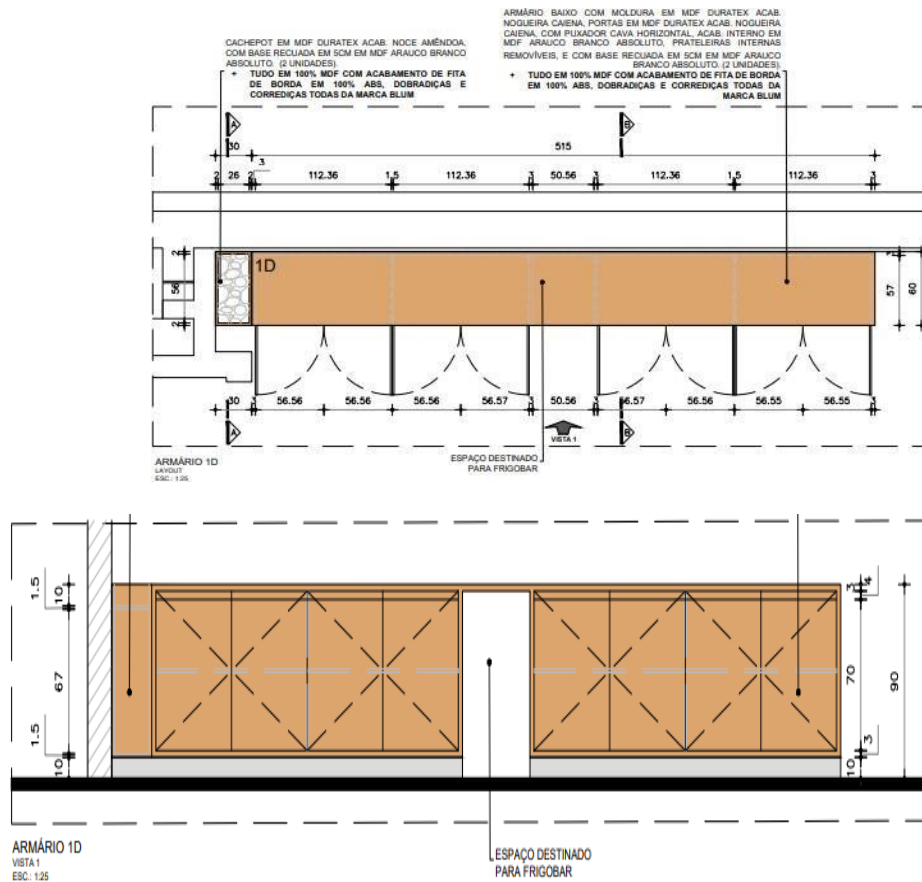 CACHEPOT EM MDF DURATEX ACAB. NOCE AMÊNDOA,
COM BASE RECUADA EM 5CM EM MDF ARAUCO BRANCO
ABSOLUTO. (2 UNIDADES).
+ TUDO EM 100% MDF COM ACABAMENTO DE FITA
DE BORDA EM 100% ABS, DOBRADIÇAS E
CORREDIÇAS TODAS DA MARCA BLUM
ARMÁRIO BAIXO COM MOLDURA EM MDF DURATEX ACAB.
NOGUEIRA CAIENA, PORTAS EM MDF DURATEX ACAB. NOGUEIRA
CAIENA, COM PUXADOR CAVA HORIZONTAL, ACAB. INTERNO EM
MDF ARAUCO BRANCO ABSOLUTO, PRATELEIRAS INTERNAS
REMOVÍVEIS, E COM BASE RECUADA EM 5CM EM MDF ARAUCO
BRANCO ABSOLUTO. (2 UNIDADES).
+ TUDO EM 100% MDF COM ACABAMENTO DE FITA DE BORDA
EM 100% ABS, DOBRADIÇAS E CORREDIÇAS TODAS DA
MARCA BLUM
A B
30 515
3
2 26 2 112.36 1.5 112.36 3 50.56 3 112.36 1.5 112.36 3
1D
2 56 2
1 57 60
30 3 56.56 56.56 56.56 56.57 3 50.56 3 56.57 56.56 56.55 56.55 3
A B
VISTA 1
ESPAÇO DESTINADO
PARA FRIGOBAR
ARMÁRIO 1D
LAYOUT
ESC.: 1:25
1.5 10 67 1.5 10
3 4 70 3 10 90
ARMÁRIO 1D
VISTA 1
ESC.: 1:25
ESPAÇO DESTINADO
PARA FRIGOBAR